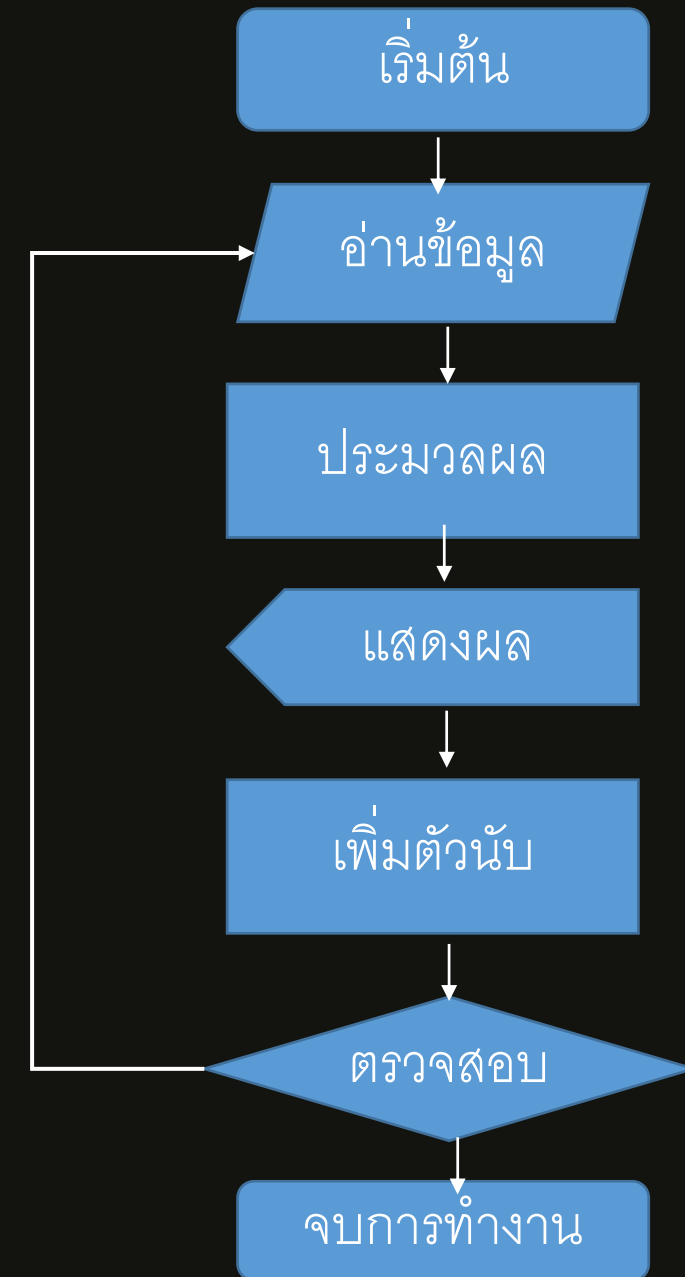 เริ่มต้น
อ่านข้อมูล
ประมวลผล
แสดงผล
เพิ่มตัวนับ
ตรวจสอบ
จบการทำงาน